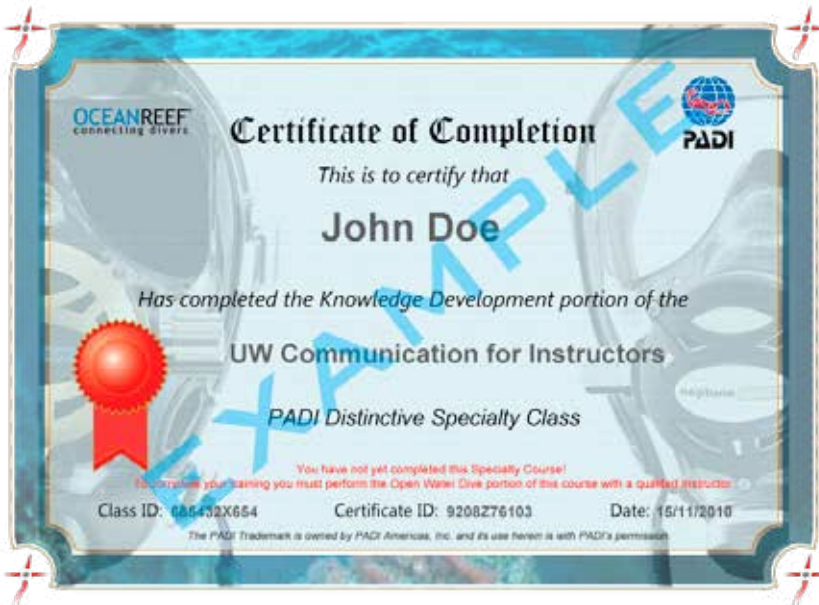 OCEANREEF
connecting divers
PADI
Certificate of Completion
This is to certify that
John Doe
Has completed the Knowledge Development portion of the
UW Communication for Instructors
neptune
PADI Distinctive Specialty Class
EXAMPLE
You have not yet completed this Specialty Course!
To complete your training you must perform the Open Water Dive portion of this course with a qualified instructor
Class ID: 686432X654 Certificate ID: 9208Z76103 Date: 15/11/2010
The PADI Trademark is owned by PADI Americas, Inc. and its use herein is with PADI's permission